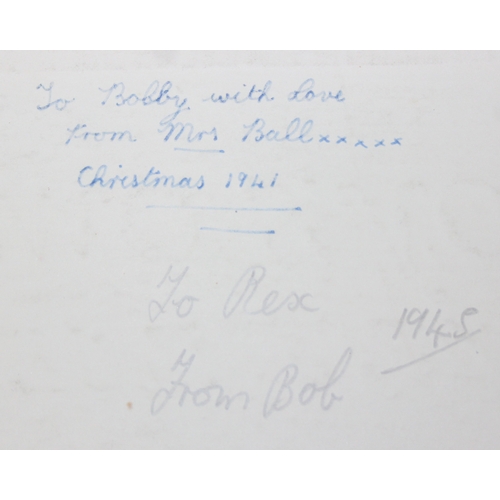 To Bobby with Love
from Mrs Ball xxxxx
Christmas 1941
To Rex
1945
From Bob